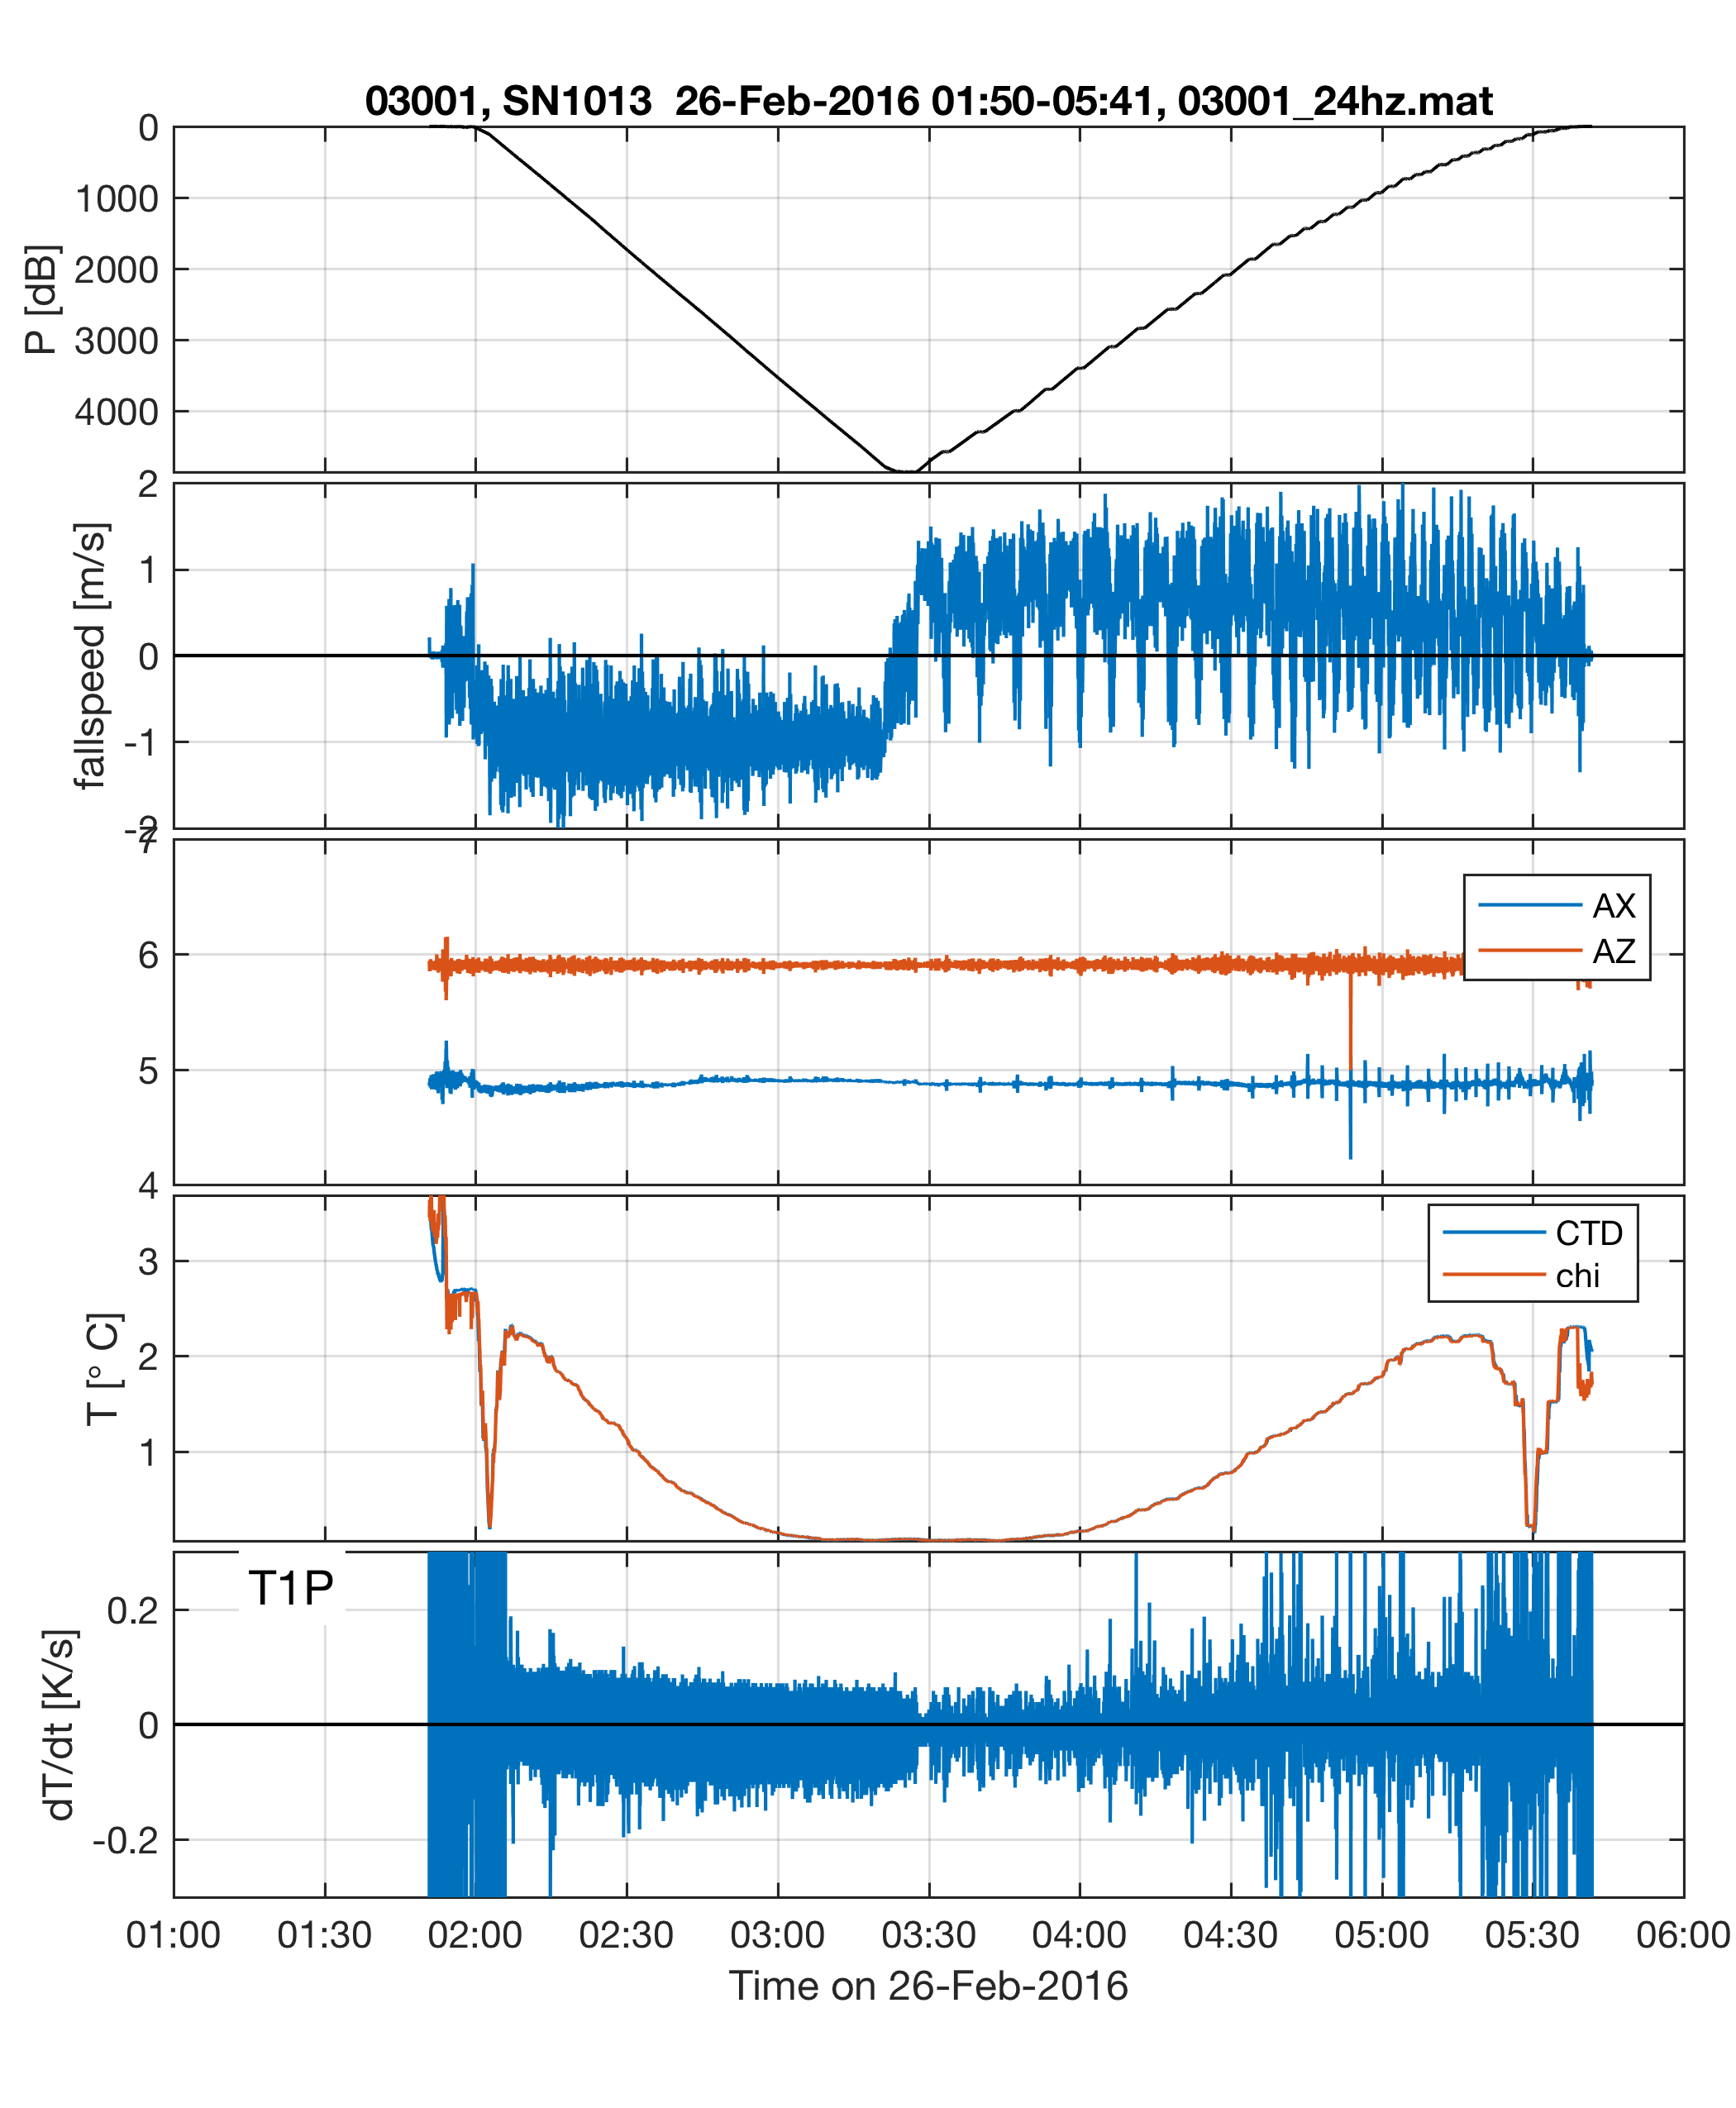 03001, SN1013  26-Feb-2016 01:50-05:41, 03001_24hz.mat
0
1000
2000
3000
4000
P [dB]
2
1
0
-1
-2
fallspeed [m/s]
7
6
5
4
AX
AZ
3
2
1
T [° C]
CTD
chi
0.2
0
-0.2
dT/dt [K/s]
T1P
01:00 01:30 02:00 02:30 03:00 03:30 04:00 04:30 05:00 05:30 06:00
Time on 26-Feb-2016